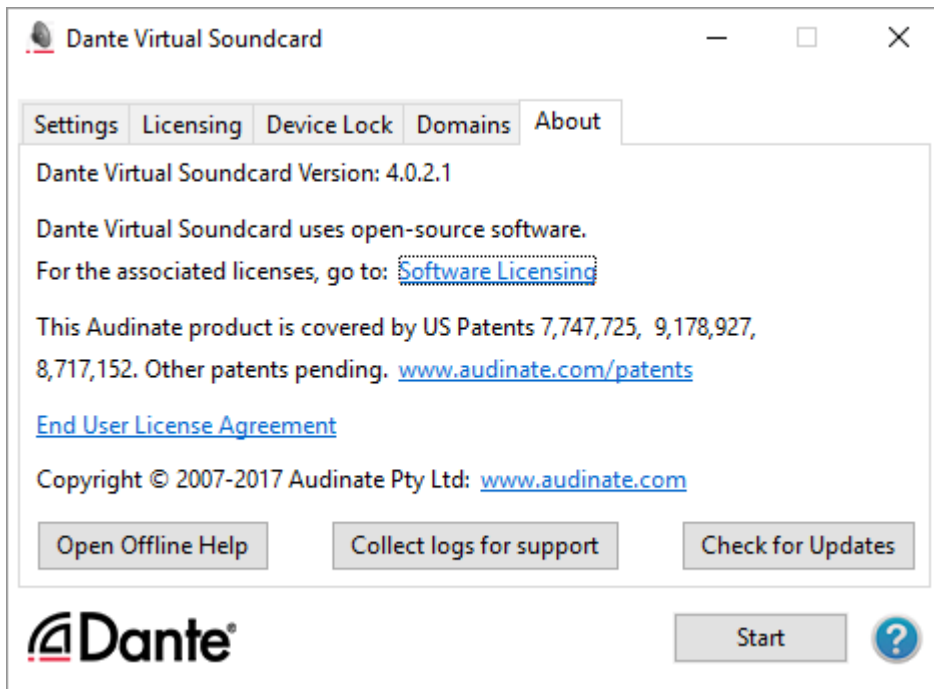 Dante Virtual Soundcard
Settings Licensing Device Lock Domains About
Dante Virtual Soundcard Version: 4.0.2.1
Dante Virtual Soundcard uses open-source software.
For the associated licenses, go to: Software Licensing
This Audinate product is covered by US Patents 7,747,725, 9,178,927,
8,717,152. Other patents pending. www.audinate.com/patents
End User License Agreement
Copyright © 2007-2017 Audinate Pty Ltd: www.audinate.com
Open Offline Help Collect logs for support Check for Updates
Dante® Start ?